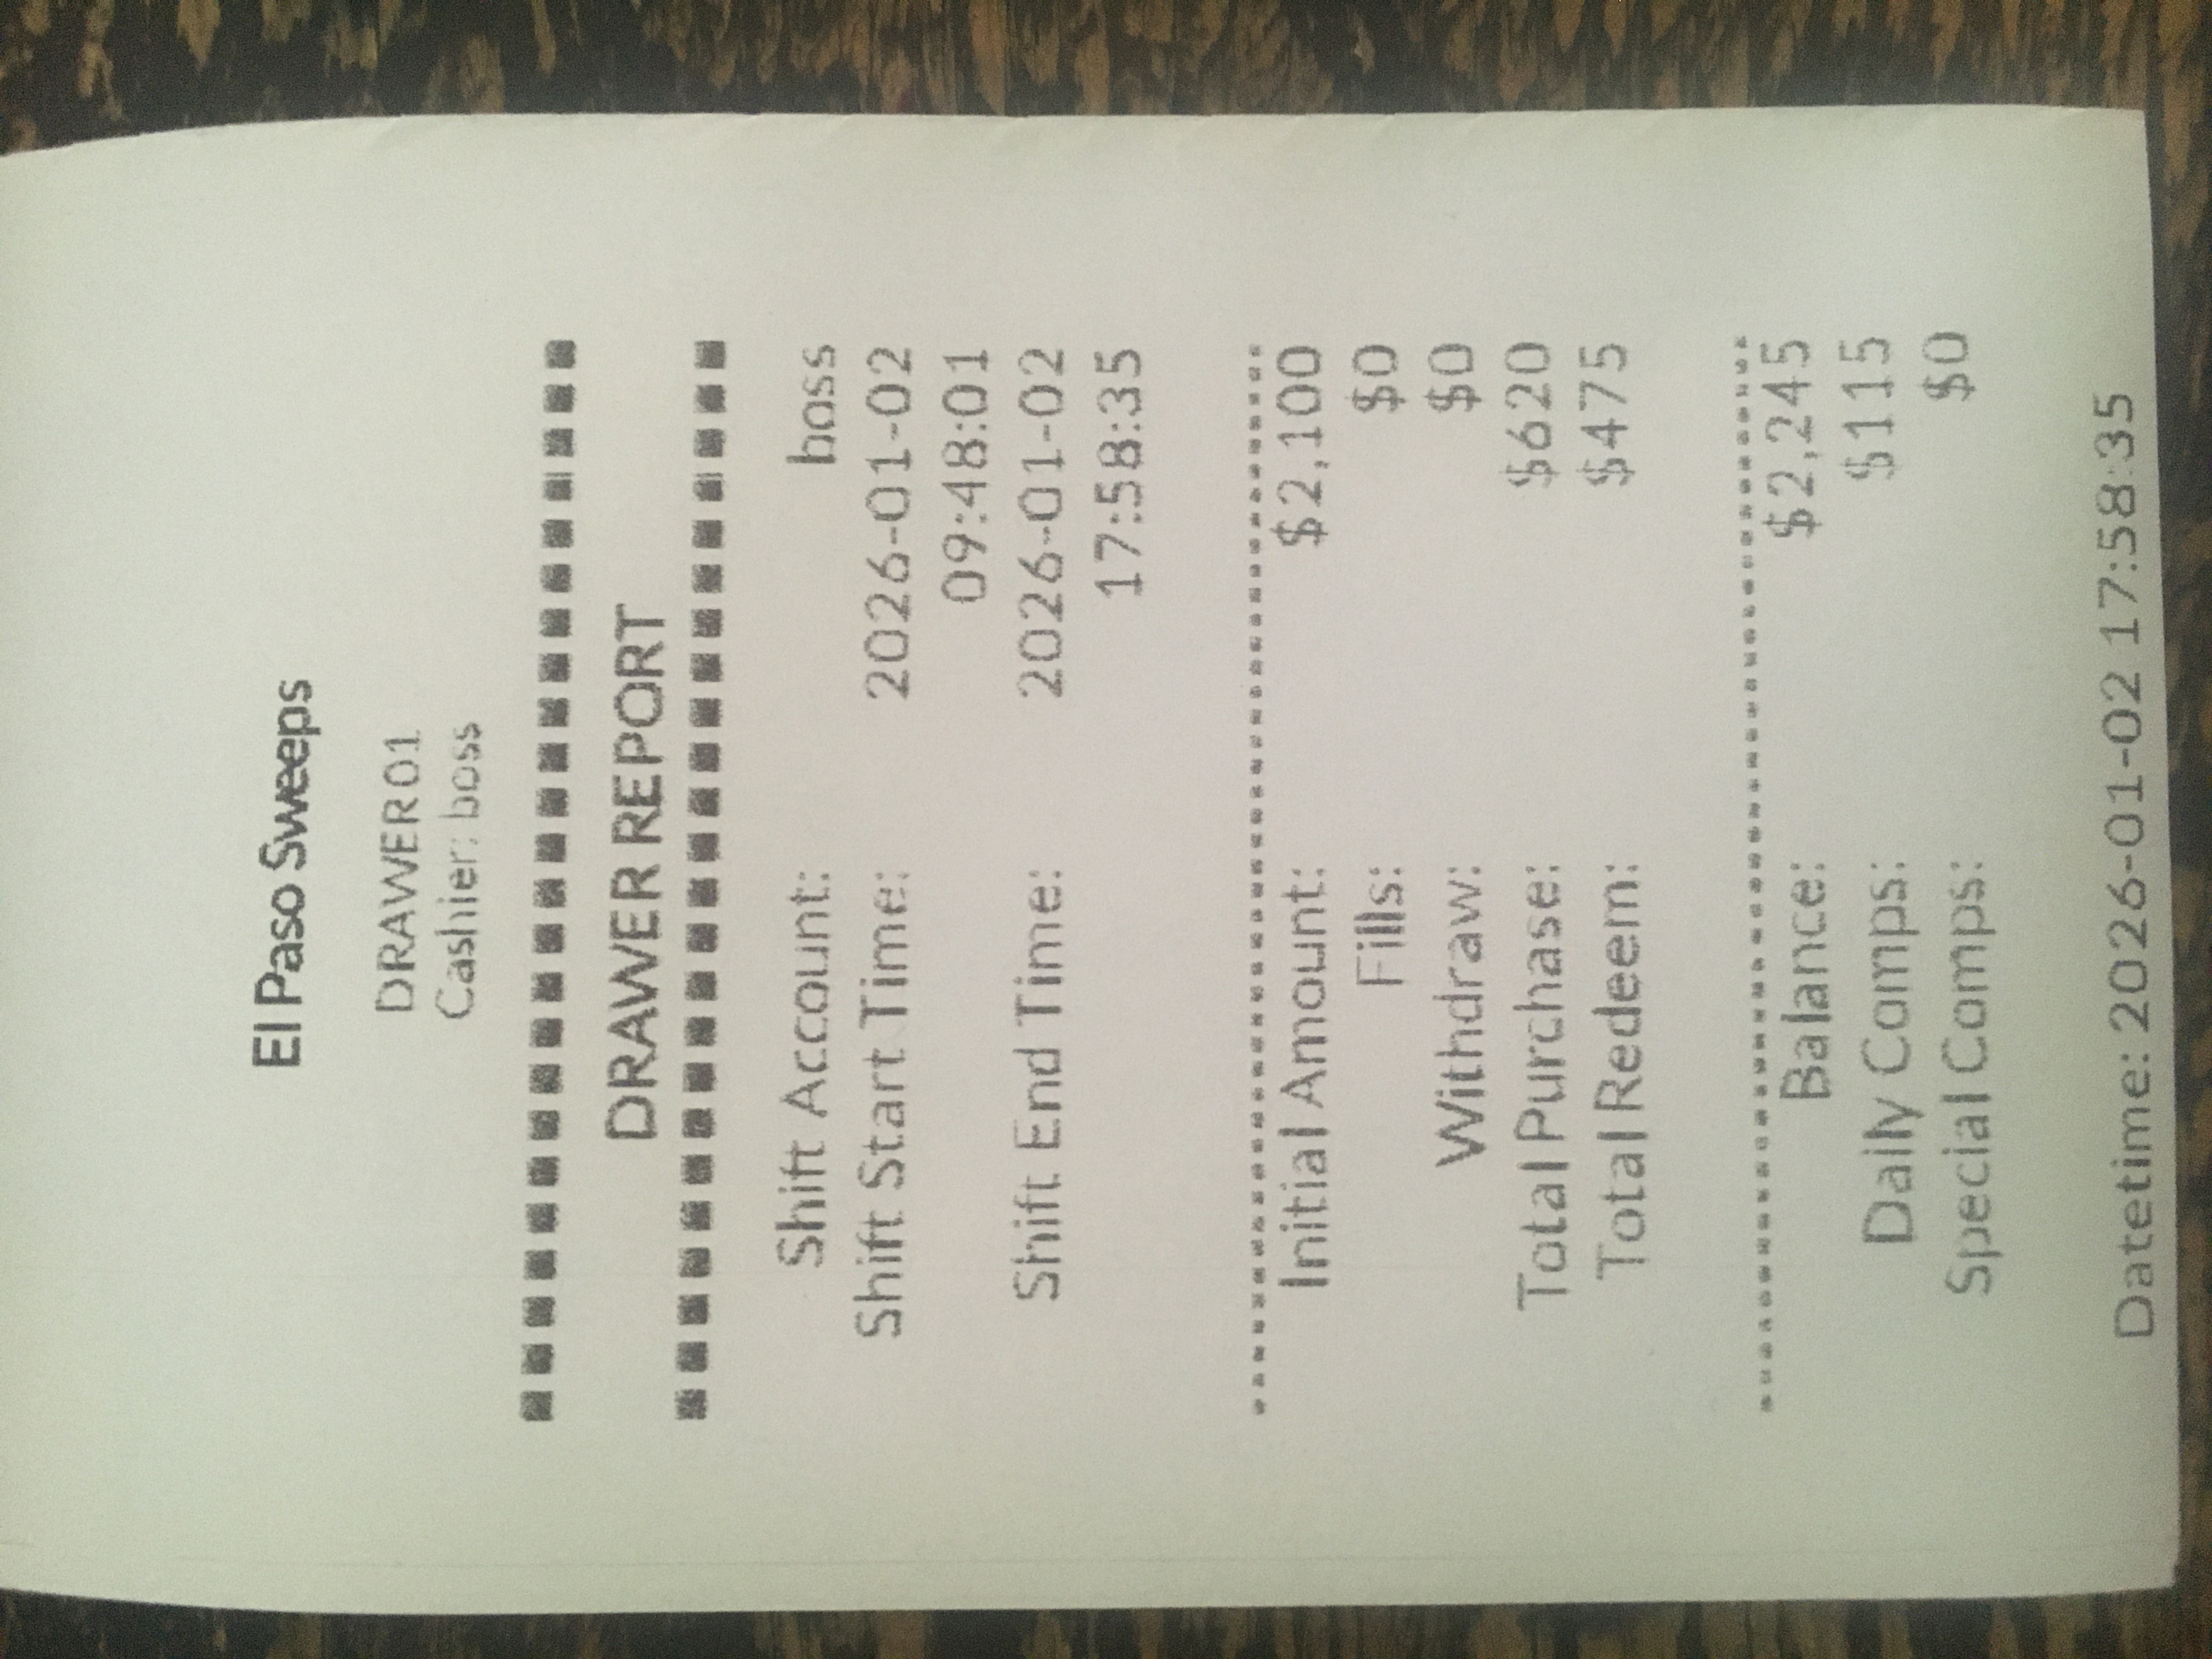 El Paso Sweeps
DRAWER01
Cashier: boss
DRAWER REPORT
Shift Account: boss
Shift Start Time: 2026-01-02
09:48:01
Shift End Time: 2026-01-02
17:58:35
Initial Amount: $2,100
Fills: $0
Withdraw: $0
Total Purchase: $620
Total Redeem: $475
Balance: $2,245
Daily Comps: $115
Special Comps: $0
Datetime: 2026-01-02 17:58:35